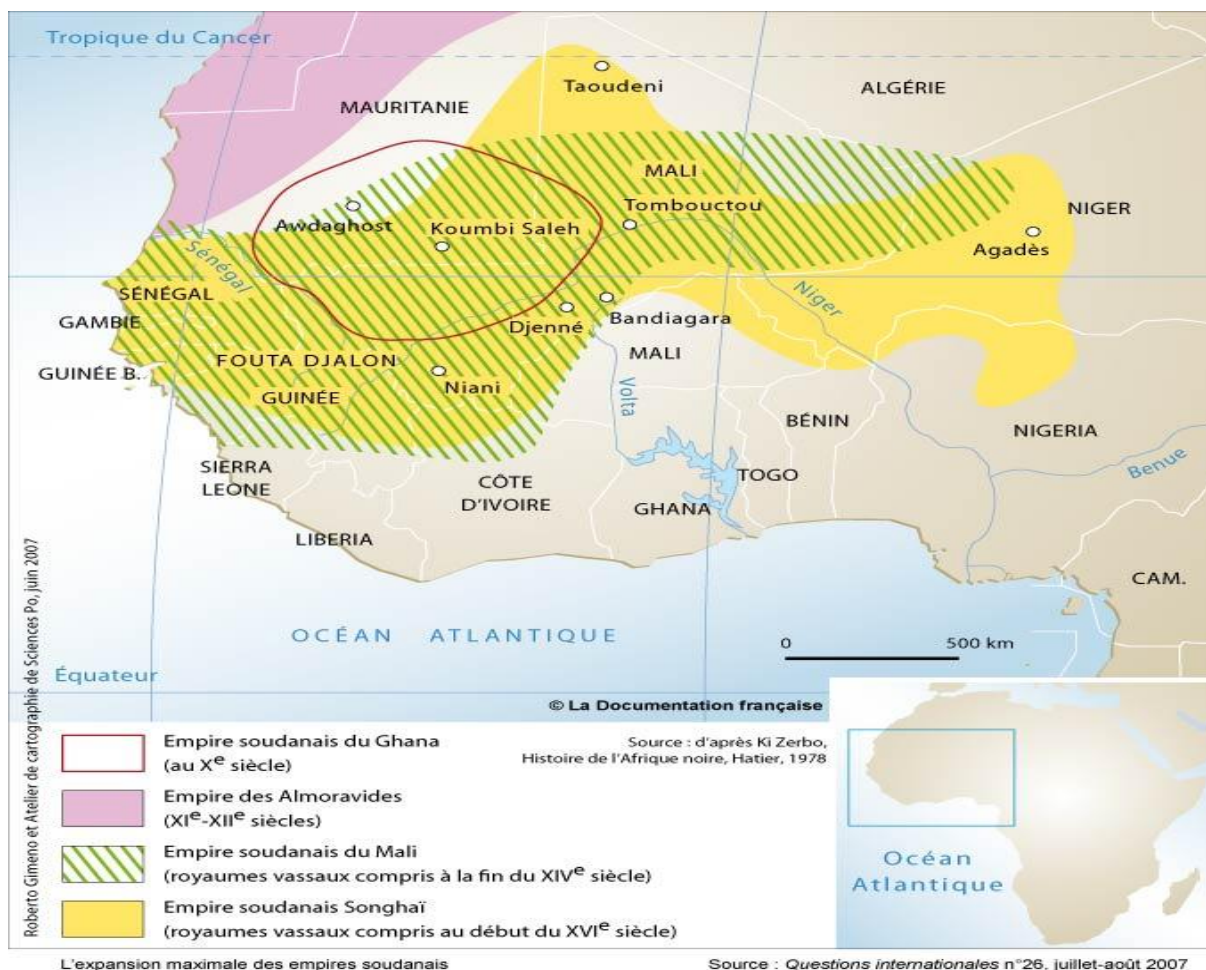 Tropique du Cancer
Taoudeni
ALGÉRIE
MAURITANIE
MALI
Tombouctou
NIGER
Awdaghost
Koumbi Saleh
Agadès
Sénégal
SÉNÉGAL
Niger
GAMBIE
Djenné
Bandiagara
MALI
FOUTA DJALON
GUINÉE B.
Niani
GUINÉE
Volta
BÉNIN
NIGERIA
SIERRA
LEONE
CÔTE
D'IVOIRE
GHANA
TOGO
Benue
LIBERIA
CAM.
OCÉAN ATLANTIQUE
0 500 km
Équateur
© La Documentation française
Roberto Gimeno et Atelier de cartographie de Sciences Po, juin 2007
Empire soudanais du Ghana
(au Xe siècle)
Source : d'après Ki Zerbo,
Histoire de l'Afrique noire, Hatier, 1978
Empire des Almoravides
(XIe-XIIe siècles)
Empire soudanais du Mali
(royaumes vassaux compris à la fin du XIVe siècle)
Empire soudanais Songhaï
(royaumes vassaux compris au début du XVIe siècle)
Océan
Atlantique
L'expansion maximale des empires soudanais
Source : Questions internationales n°26, juillet-août 2007